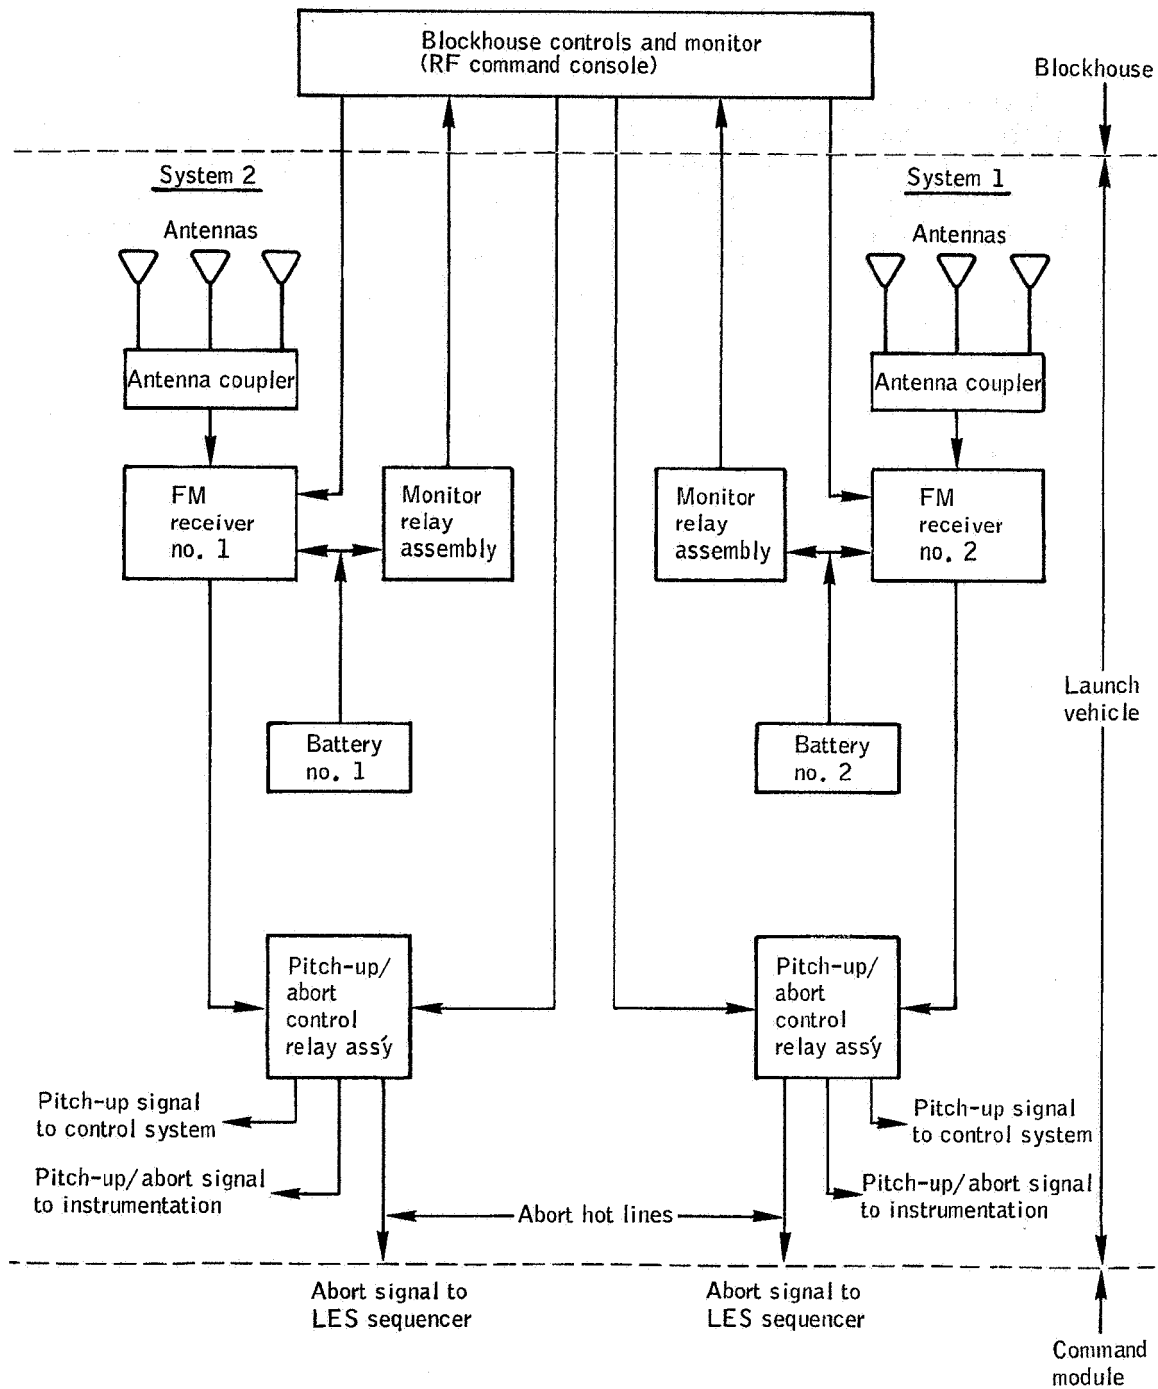 Blockhouse controls and monitor
(RF command console)
Blockhouse
System 2
System 1
Antennas
Antennas
Antenna coupler
Antenna coupler
FM
receiver
no. 1
Monitor
relay
assembly
Monitor
relay
assembly
FM
receiver
no. 2
Launch
vehicle
Battery
no. 1
Battery
no. 2
Pitch-up/
abort
control
relay ass'y
Pitch-up/
abort
control
relay ass'y
Pitch-up signal
to control system
Pitch-up signal
to control system
Pitch-up/abort signal
to instrumentation
Pitch-up/abort signal
to instrumentation
Abort hot lines
Abort signal to
LES sequencer
Abort signal to
LES sequencer
Command
module